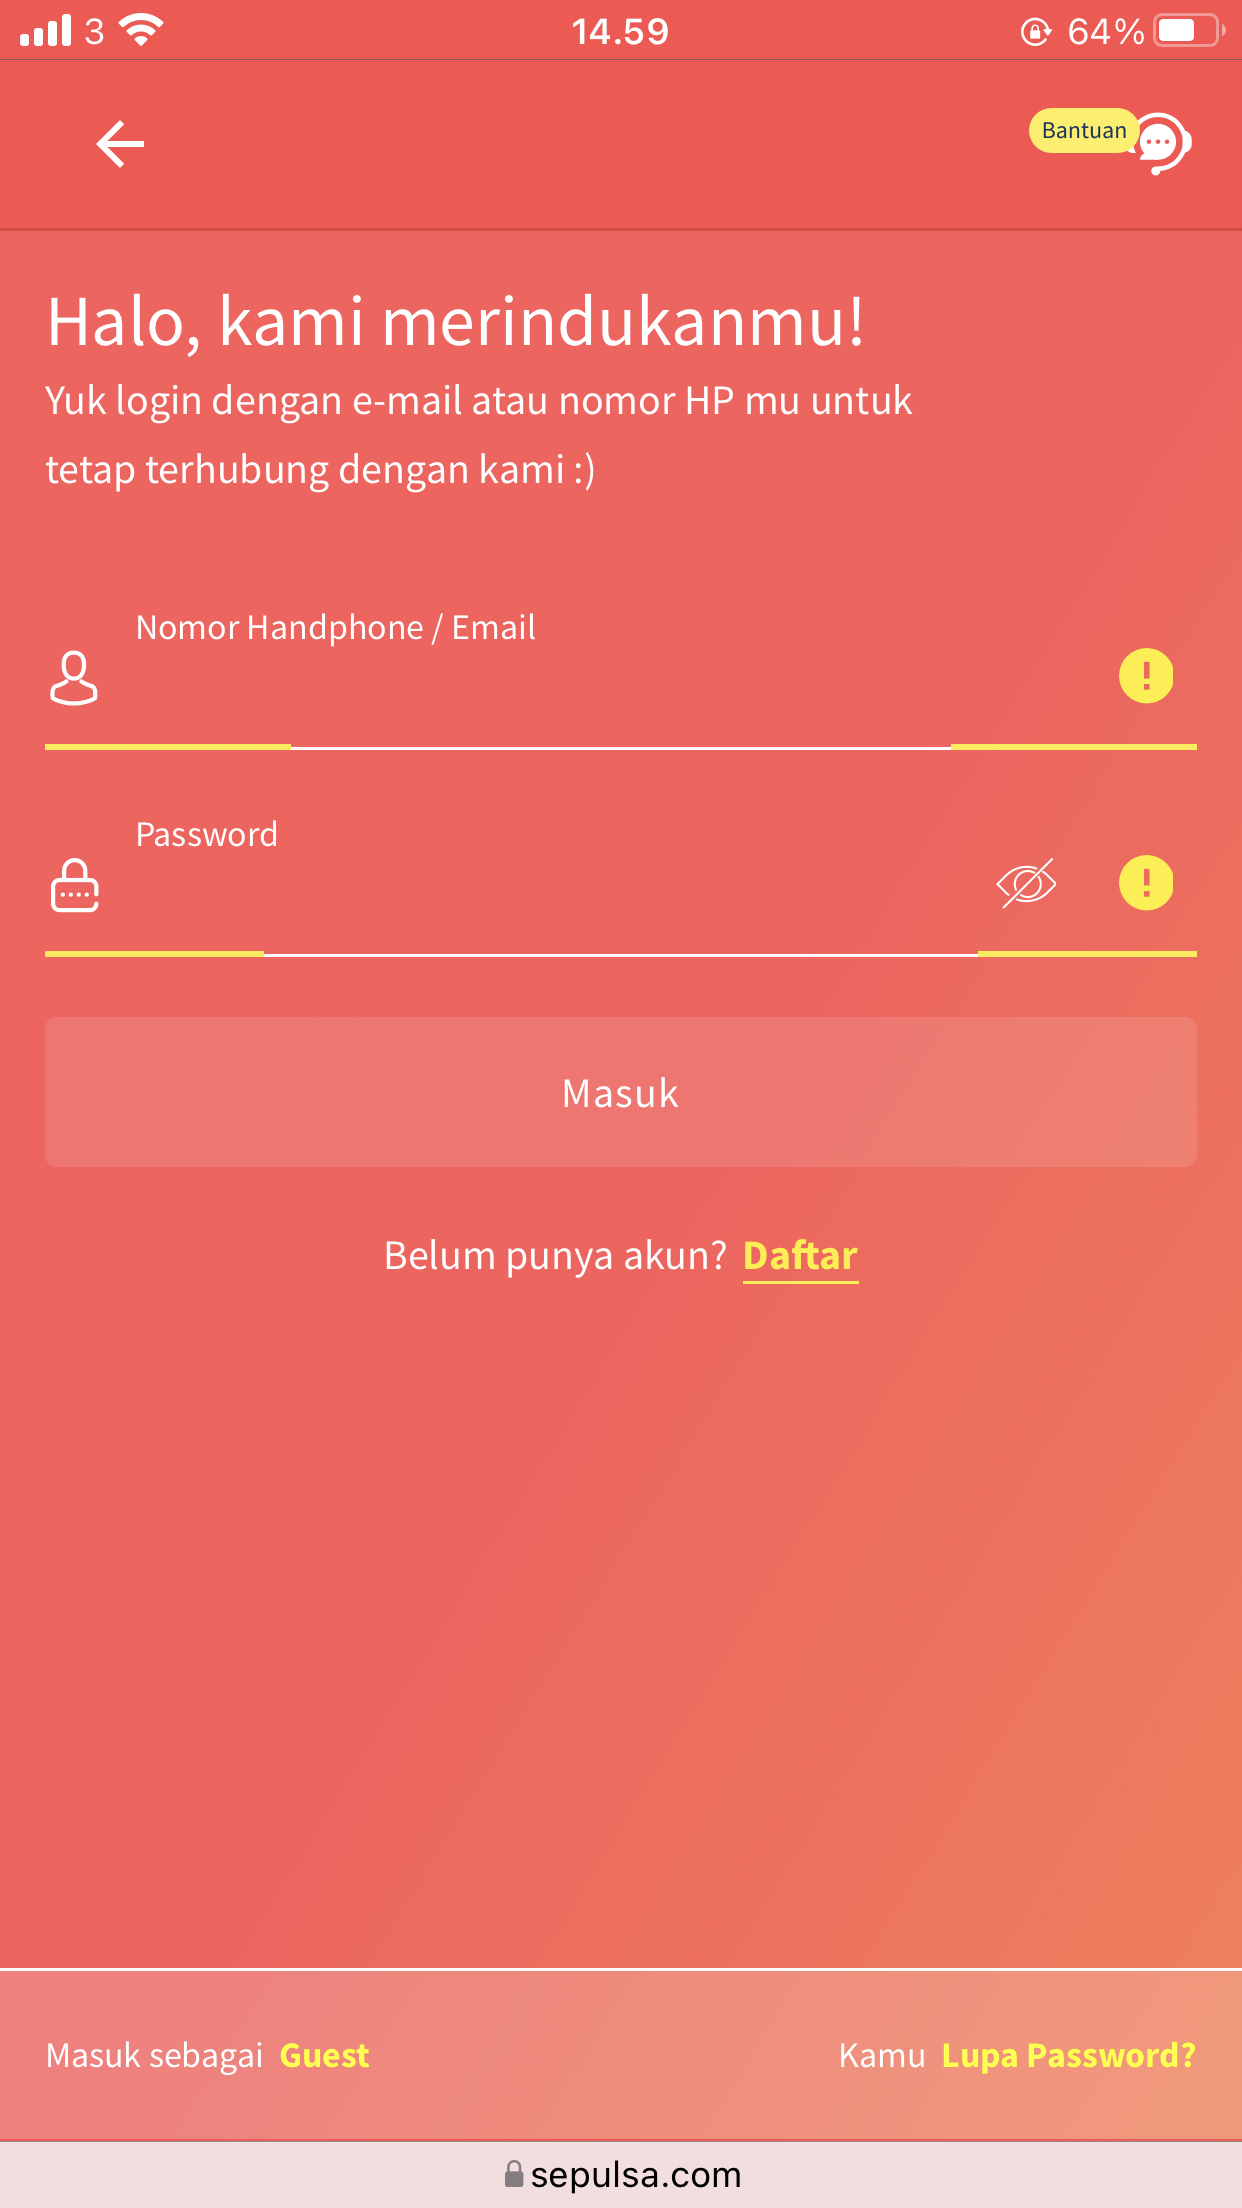 3
14.59
64%
Bantuan
Halo, kami merindukanmu!
Yuk login dengan e-mail atau nomor HP mu untuk
tetap terhubung dengan kami :)
Nomor Handphone / Email
!
Password
!
Masuk
Belum punya akun? Daftar
Masuk sebagai Guest
Kamu Lupa Password?
sepulsa.com